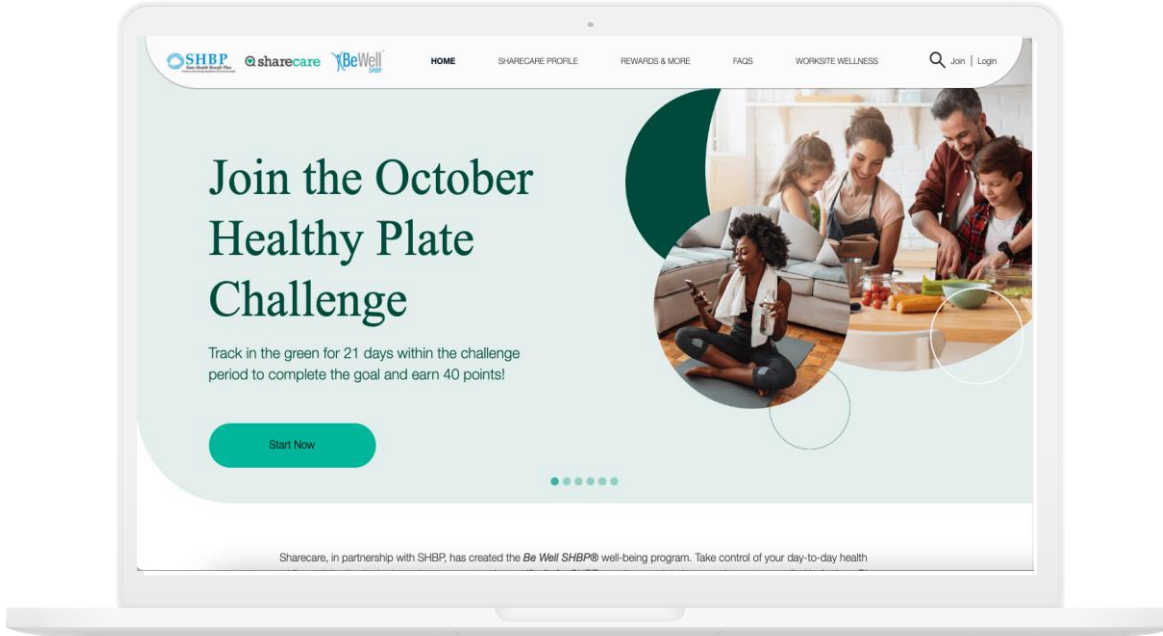 SHBP sharecare BeWell SHBP HOME SHARECARE PROFILE REWARDS & MORE FAQS WORKSITE WELLNESS Join | Login
Join the October
Healthy Plate
Challenge
Track in the green for 21 days within the challenge
period to complete the goal and earn 40 points!
Start Now
Sharecare, in partnership with SHBP, has created the Be Well SHBP® well-being program. Take control of your day-to-day health